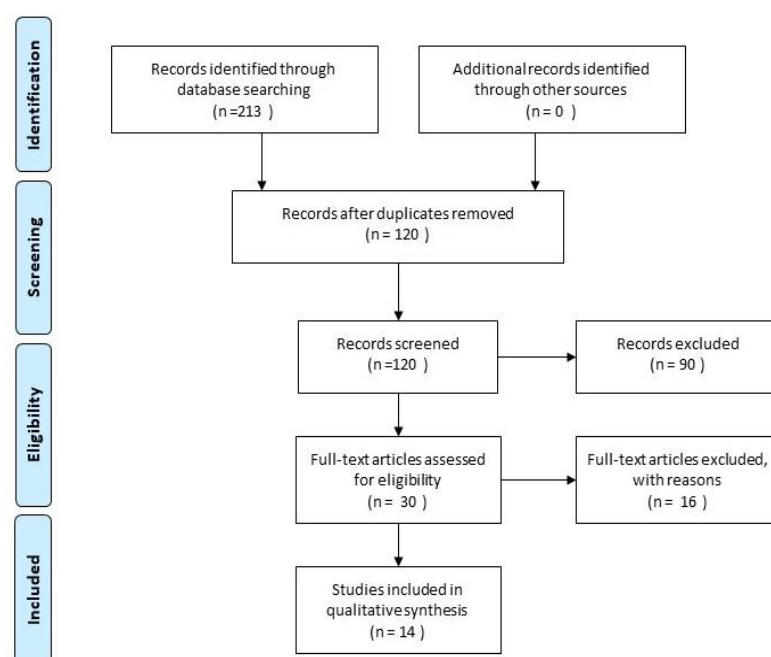 Identification
Records identified through
database searching
(n =213  )
Additional records identified
through other sources
(n = 0  )
Screening
Records after duplicates removed
(n = 120  )
Records screened
(n =120  )
Records excluded
(n = 90  )
Eligibility
Full-text articles assessed
for eligibility
(n =  30  )
Full-text articles excluded,
with reasons
(n =  16  )
Included
Studies included in
qualitative synthesis
(n = 14  )